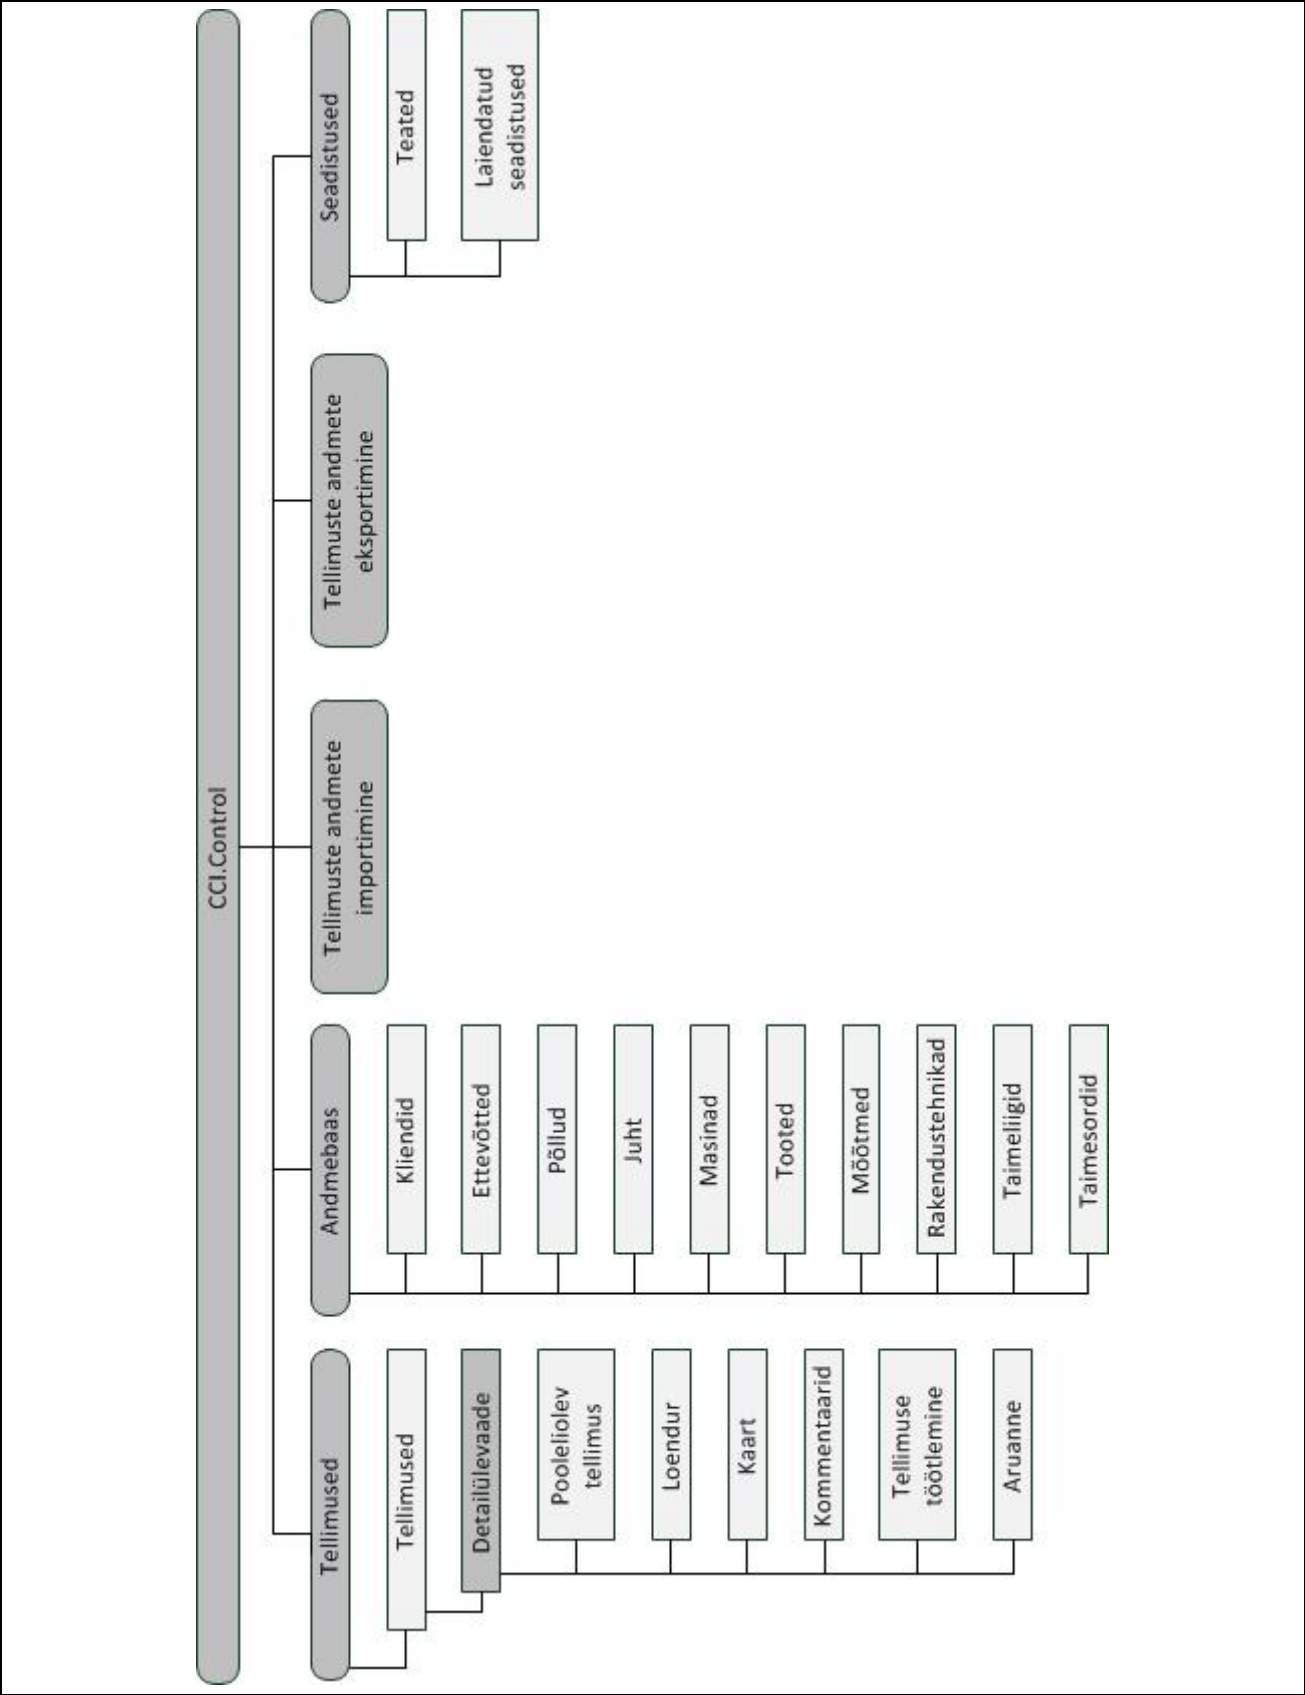 CCI.Control
Tellimused
Tellimused
Detailülevaade
Pooleliolev
tellimus
Loendur
Kaart
Kommentaarid
Tellimuse
töötlemine
Aruanne
Andmebaas
Kliendid
Ettevõtted
Põllud
Juht
Masinad
Tooted
Mõõtmed
Rakendustehnikad
Taimeliigid
Taimesordid
Tellimuste andmete
importimine
Tellimuste andmete
eksportimine
Seadistused
Teated
Laiendatud
seadistused